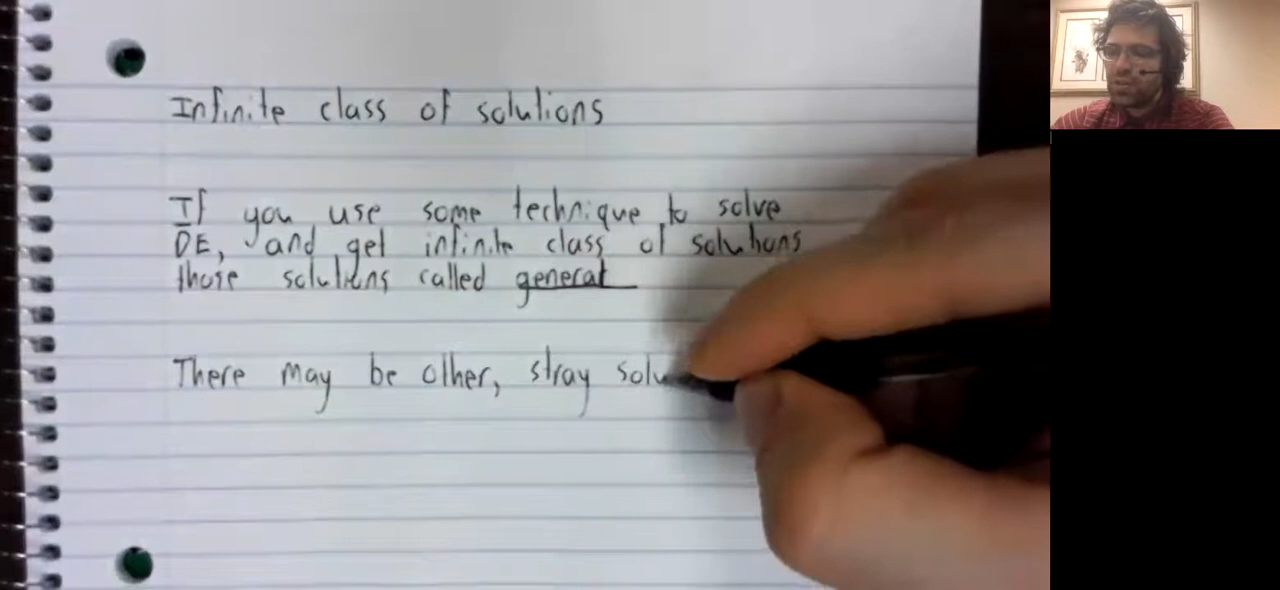 Infinite class of solutions
If you use some technique to solve
DE, and get infinite class of solutions
those solutions called general
There may be other, stray solu